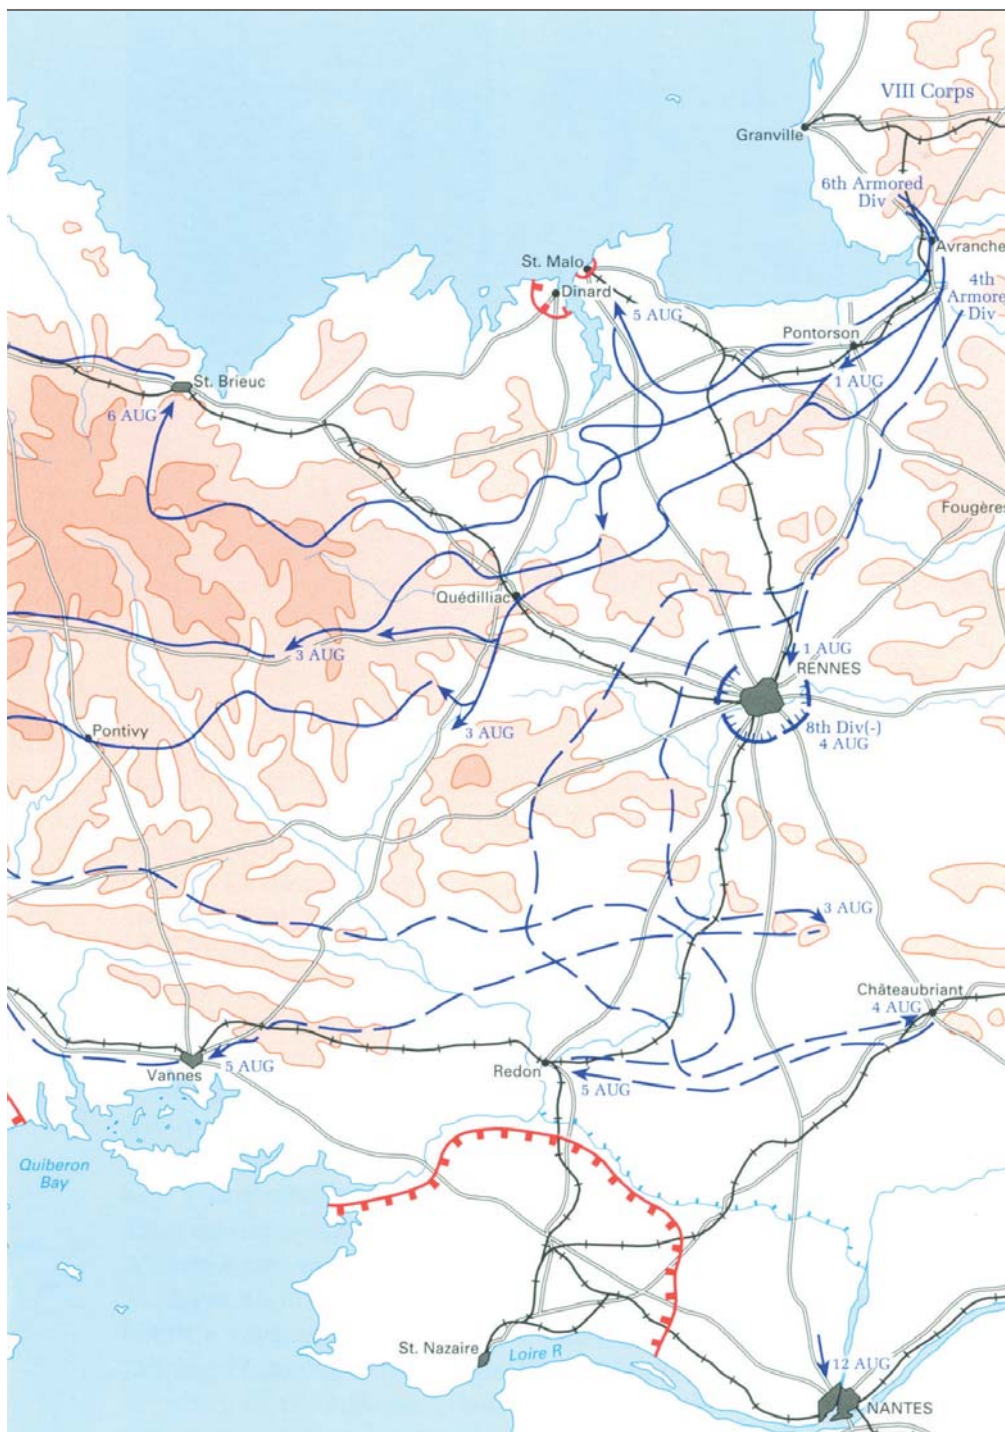 VIII Corps
Granville
6th Armored
Div
Avranche
St. Malo
Dinard
4th
Armore
Div
5 AUG
Pontorson
1 AUG
St. Brieuc
6 AUG
Fougères
Quédilliac
3 AUG
1 AUG
RENNES
3 AUG
8th Div(-)
4 AUG
Pontivy
3 AUG
Châteaubriant
4 AUG
5 AUG
Vannes
Redon
5 AUG
Quiberon
Bay
St. Nazaire
Loire R
12 AUG
NANTES